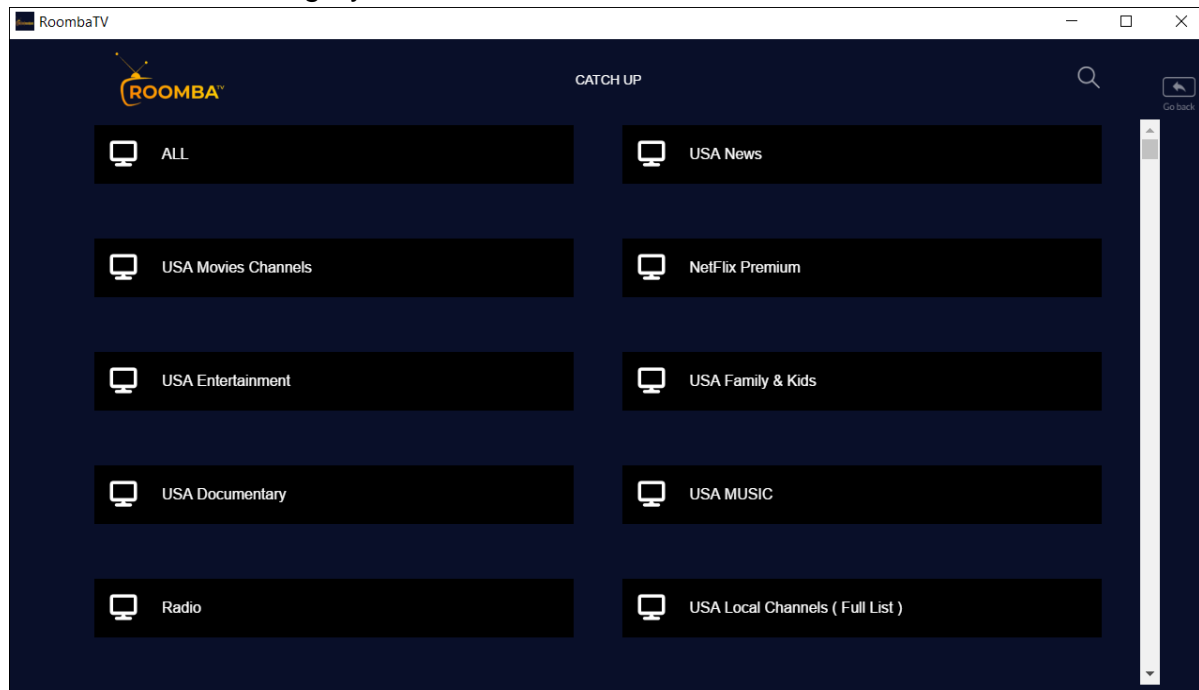 RoombaTV
ROOMBA TV
CATCH UP
Go back
ALL
USA News
USA Movies Channels
NetFlix Premium
USA Entertainment
USA Family & Kids
USA Documentary
USA MUSIC
Radio
USA Local Channels ( Full List )